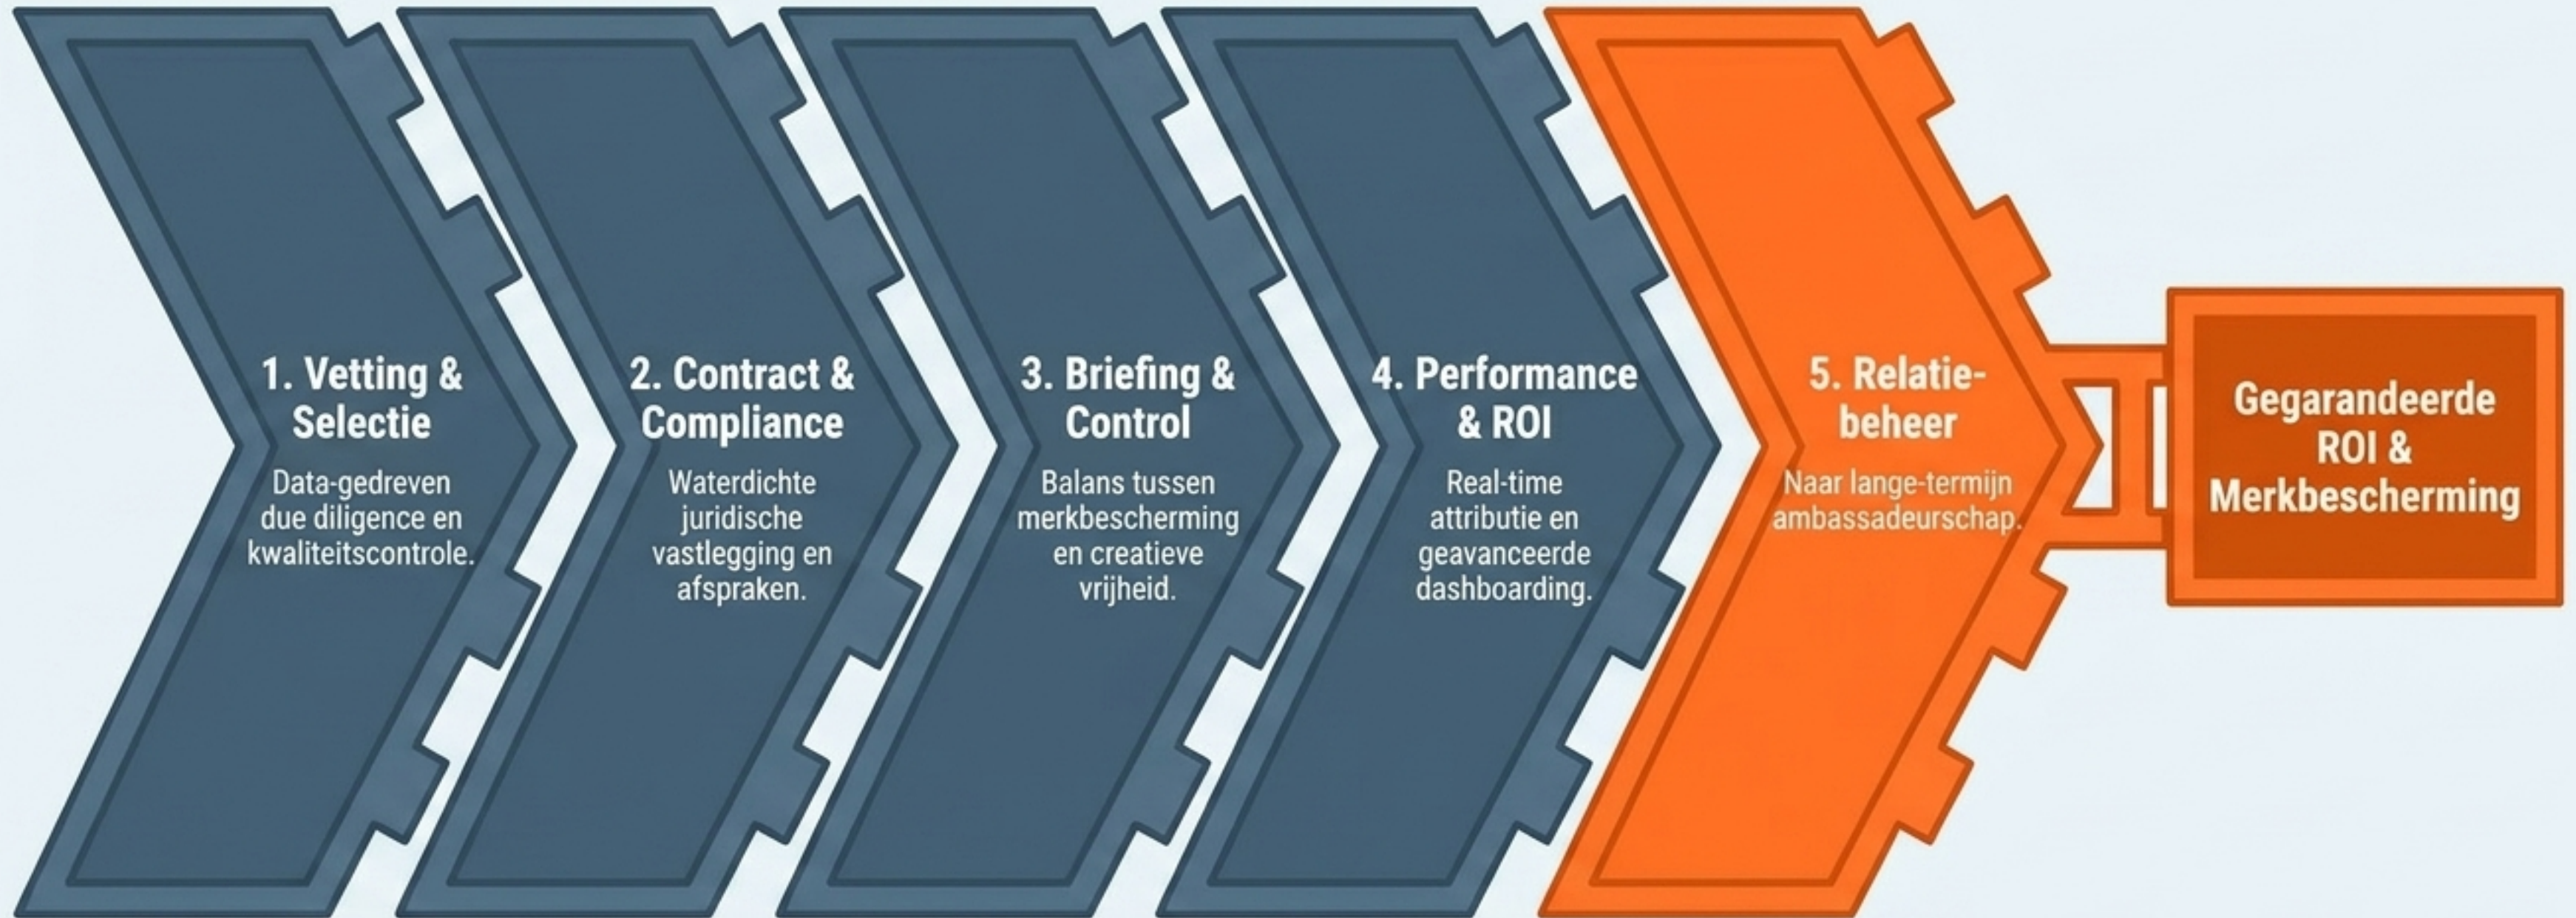 1. Vetting &
Selectie
Data-gedreven
due diligence en
kwaliteitscontrole.
2. Contract &
Compliance
Waterdichte
juridische
vastlegging en
afspraken.
3. Briefing &
Control
Balans tussen
merkbescherming
en creatieve
vrijheid.
4. Performance
& ROI
Real-time
attributie en
geavanceerde
dashboarding.
5. Relatie-
beheer
Naar lange-termijn
ambassadeurschap.
Gegarandeerde
ROI &
Merkbescherming